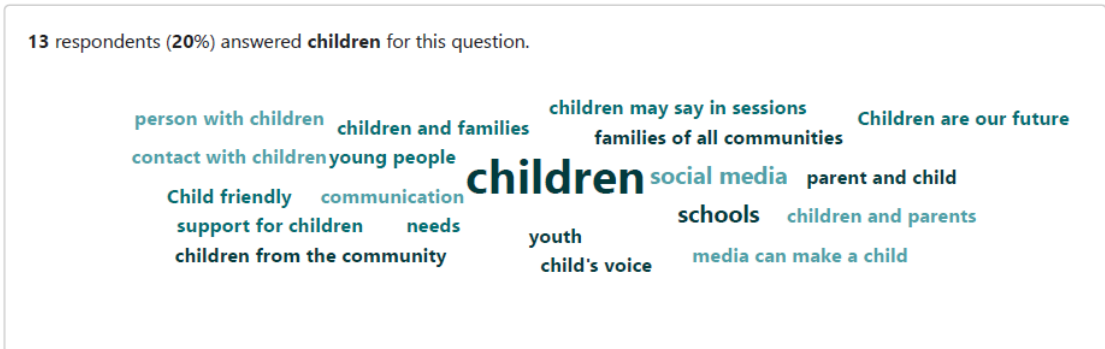 13 respondents (20%) answered children for this question.
children may say in sessions
person with children
Children are our future
children and families
families of all communities
contact with children
young people
children
social media
parent and child
Child friendly
communication
schools
children and parents
support for children
needs
youth
children from the community
child's voice
media can make a child